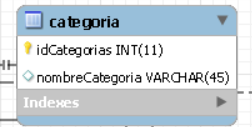 categoria
idCategorias INT(11)
nombreCategoria VARCHAR(45)
Indexes